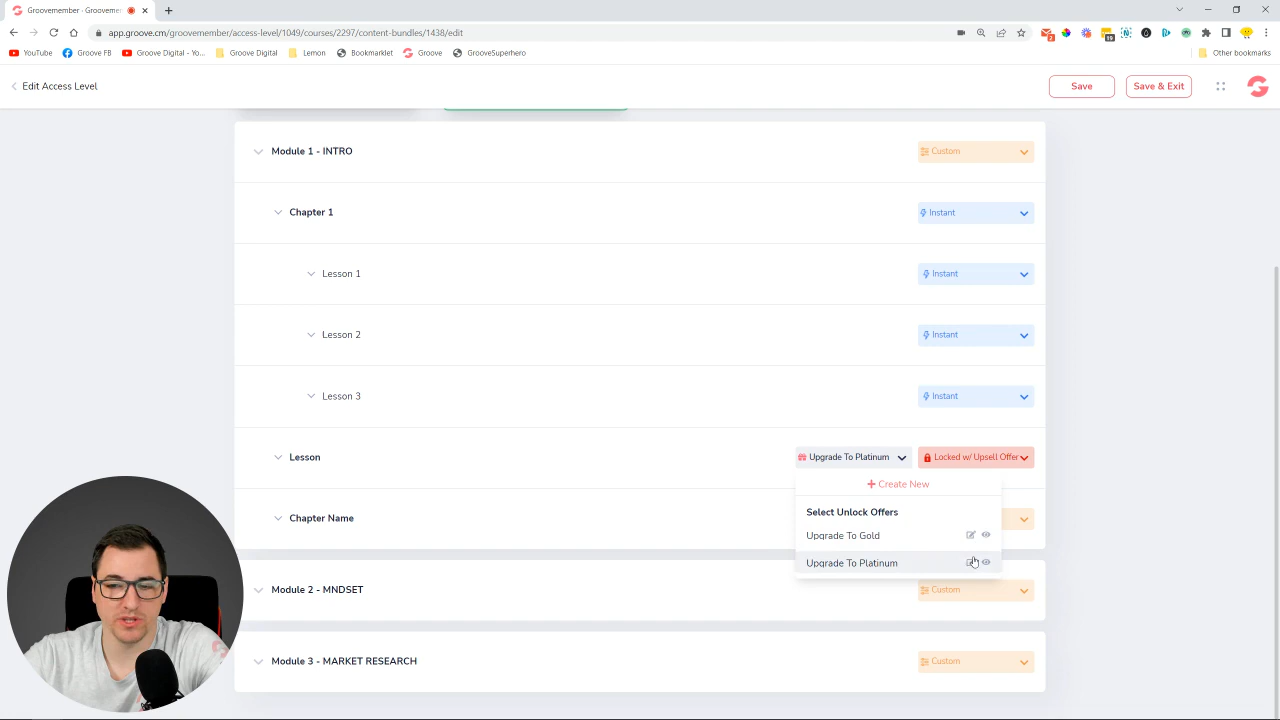 Groovemember - Groove.cm
app.groove.cm/groovemember/access-level/1049/courses/2297/content-bundles/1438/edit
2
19
YouTube
Groove FB
Groove Digital - Yo...
Groove Digital
Lemon
Bookmarklet
Groove
GrooveSuperhero
Other bookmarks
Edit Access Level
Save
Save & Exit
Module 1 - INTRO
Custom
Chapter 1
Instant
Lesson 1
Instant
Lesson 2
Instant
Lesson 3
Instant
Lesson
Upgrade To Platinum
Locked w/ Upsell Offer
Create New
Select Unlock Offers
Chapter Name
Upgrade To Gold
Upgrade To Platinum
Module 2 - MNDSET
Custom
Module 3 - MARKET RESEARCH
Custom